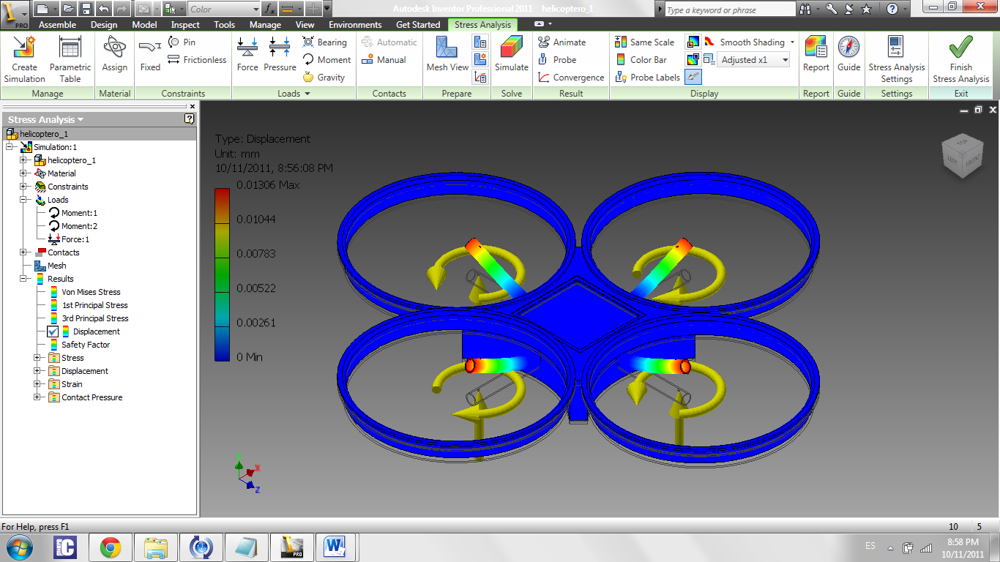 PRO
Color
Autodesk Inventor Professional 2011 helicoptero_1
Type a keyword or phrase
Assemble Design Model Inspect Tools Manage View Environments Get Started Stress Analysis
Create Simulation
Parametric Table
Manage
Assign
Material
Fixed
Pin
Frictionless
Constraints
Force
Pressure
Bearing
Moment
Gravity
Loads
Automatic
Manual
Contacts
Mesh View
Prepare
Simulate
Solve
Animate
Probe
Convergence
Result
Same Scale
Color Bar
Probe Labels
Smooth Shading
Adjusted x1
Display
Report
Report
Guide
Guide
Stress Analysis Settings
Settings
Finish Stress Analysis
Exit
Stress Analysis
helicoptero_1
Simulation:1
helicoptero_1
Material
Constraints
Loads
Moment:1
Moment:2
Force:1
Contacts
Mesh
Results
Von Mises Stress
1st Principal Stress
3rd Principal Stress
Displacement
Safety Factor
Stress
Displacement
Strain
Contact Pressure
Type: Displacement
Unit: mm
10/11/2011, 8:56:08 PM
0.01306 Max
0.01044
0.00783
0.00522
0.00261
0 Min
TOP
LEFT
FRONT
Y
X
Z
For Help, press F1
10 5
PRO
ES
8:58 PM
10/11/2011